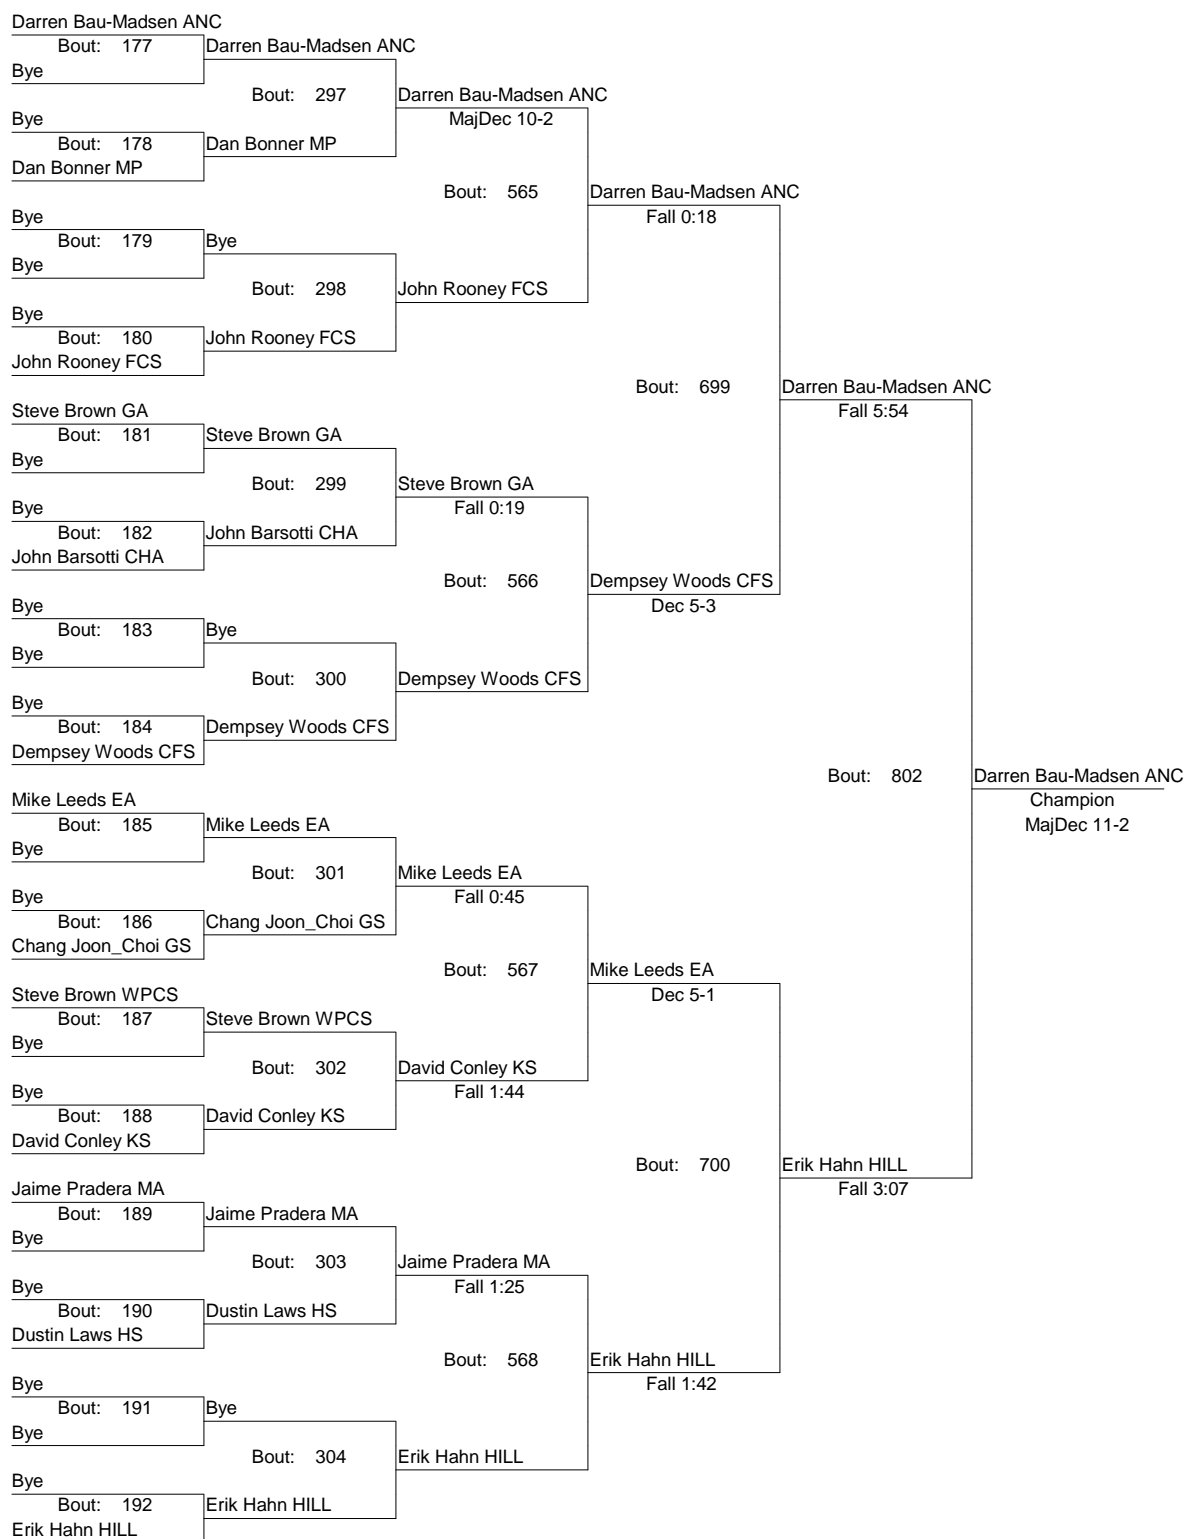 Darren Bau-Madsen ANC
Bout: 177 Darren Bau-Madsen ANC
Bye
Bout: 297 Darren Bau-Madsen ANC
Bye MajDec 10-2
Bout: 178 Dan Bonner MP
Dan Bonner MP
Bout: 565 Darren Bau-Madsen ANC
Bye Fall 0:18
Bout: 179 Bye
Bye
Bout: 298 John Rooney FCS
Bye
Bout: 180 John Rooney FCS
John Rooney FCS
Bout: 699 Darren Bau-Madsen ANC
Steve Brown GA Fall 5:54
Bout: 181 Steve Brown GA
Bye
Bout: 299 Steve Brown GA
Bye Fall 0:19
Bout: 182 John Barsotti CHA
John Barsotti CHA
Bout: 566 Dempsey Woods CFS
Bye Dec 5-3
Bout: 183 Bye
Bye
Bout: 300 Dempsey Woods CFS
Bye
Bout: 184 Dempsey Woods CFS
Dempsey Woods CFS
Bout: 802 Darren Bau-Madsen ANC
Mike Leeds EA Champion
Bout: 185 Mike Leeds EA MajDec 11-2
Bye
Bout: 301 Mike Leeds EA
Bye Fall 0:45
Bout: 186 Chang Joon_Choi GS
Chang Joon_Choi GS
Bout: 567 Mike Leeds EA
Steve Brown WPCS Dec 5-1
Bout: 187 Steve Brown WPCS
Bye
Bout: 302 David Conley KS
Bye Fall 1:44
Bout: 188 David Conley KS
David Conley KS
Bout: 700 Erik Hahn HILL
Jaime Pradera MA Fall 3:07
Bout: 189 Jaime Pradera MA
Bye
Bout: 303 Jaime Pradera MA
Bye Fall 1:25
Bout: 190 Dustin Laws HS
Dustin Laws HS
Bout: 568 Erik Hahn HILL
Bye Fall 1:42
Bout: 191 Bye
Bye
Bout: 304 Erik Hahn HILL
Bye
Bout: 192 Erik Hahn HILL
Erik Hahn HILL